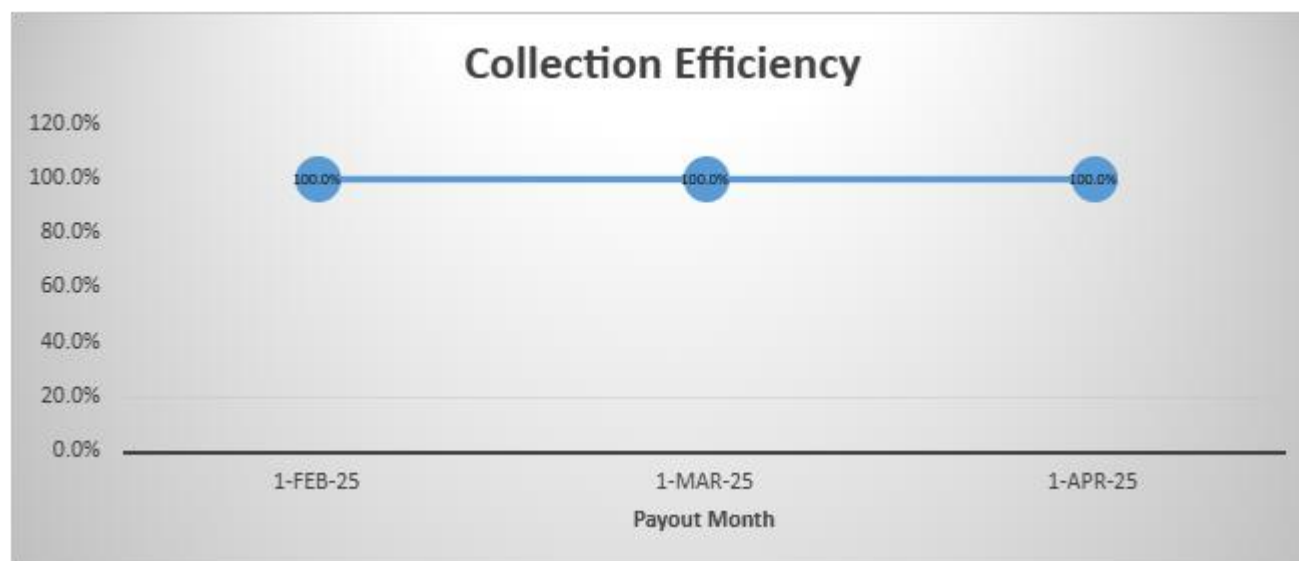 Collection Efficiency
120.0%
100.0%
80.0%
60.0%
40.0%
20.0%
0.0%
100.0% 100.0% 100.0%
1-FEB-25 1-MAR-25 1-APR-25
Payout Month